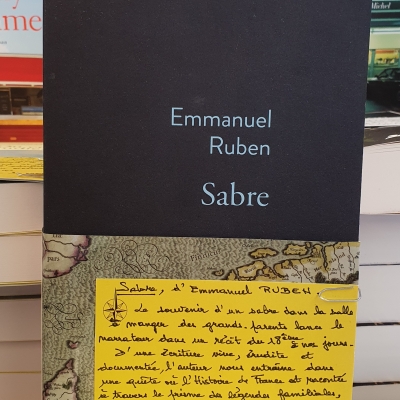 Emmanuel
Ruben
Sabre
Michel
Sabre, d'Emmanuel RUBEN.
Le souvenir d'un sabre dans la salle
manger des grands-parents lance le
narrateur dans un récit du 18ème à nos jours.
D'une écriture vive, érudite et
documentée, l'auteur nous entraîne dans
une quête où l'Histoire de France est racontée
à travers le prisme des légendes familiales,